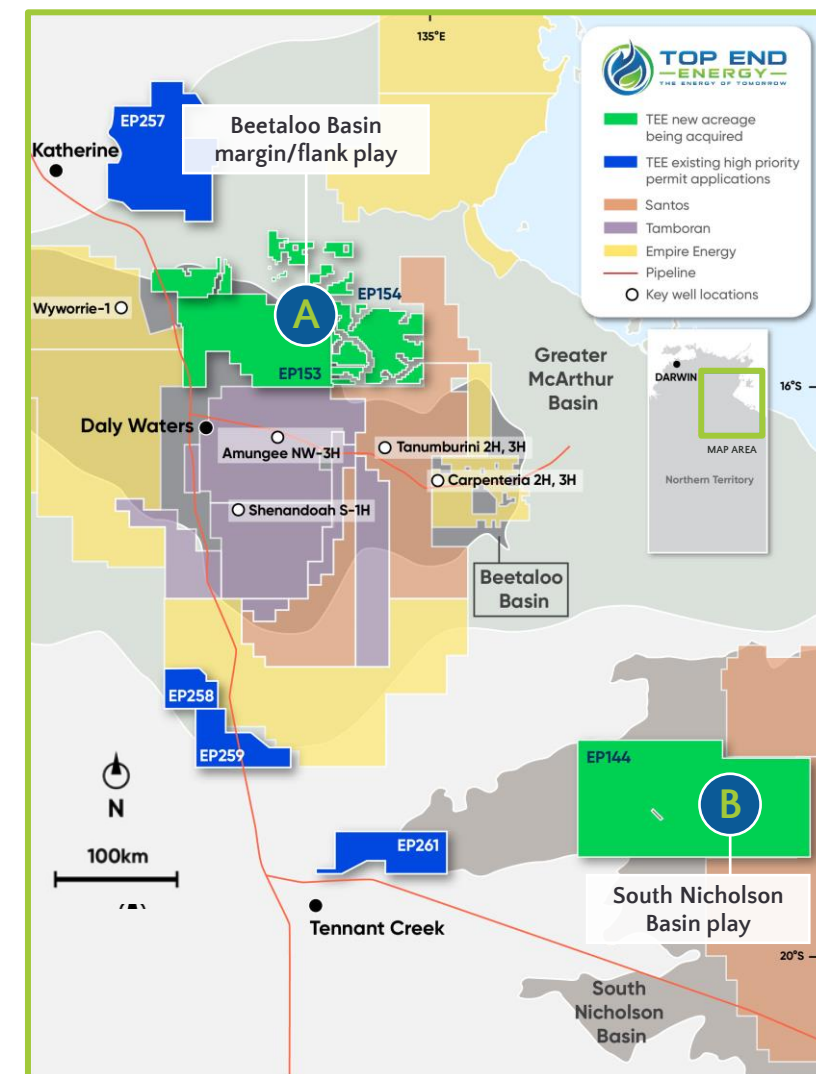 135°E
TOP END
ENERGY
THE ENERGY OF TOMORROW
TEE new acreage
being acquired
TEE existing high priority
permit applications
Santos
Tamboran
Empire Energy
Pipeline
Key well locations
EP257
Beetaloo Basin
margin/flank play
Katherine
Wyworrie-1
A
EP154
EP153
Greater
McArthur
Basin
DARWIN
16°S
MAP AREA
Northern Territory
Daly Waters
Amungee NW-3H
Tanumburini 2H, 3H
Carpenteria 2H, 3H
Shenandoah S-1H
Beetaloo
Basin
EP258
EP259
N
100km
EP144
B
EP261
South Nicholson
Basin play
Tennant Creek
20°S
South
Nicholson
Basin